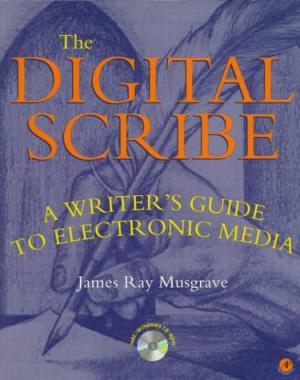 The
DIGITAL
SCRIBE
A WRITER'S GUIDE
TO ELECTRONIC MEDIA
James Ray Musgrave